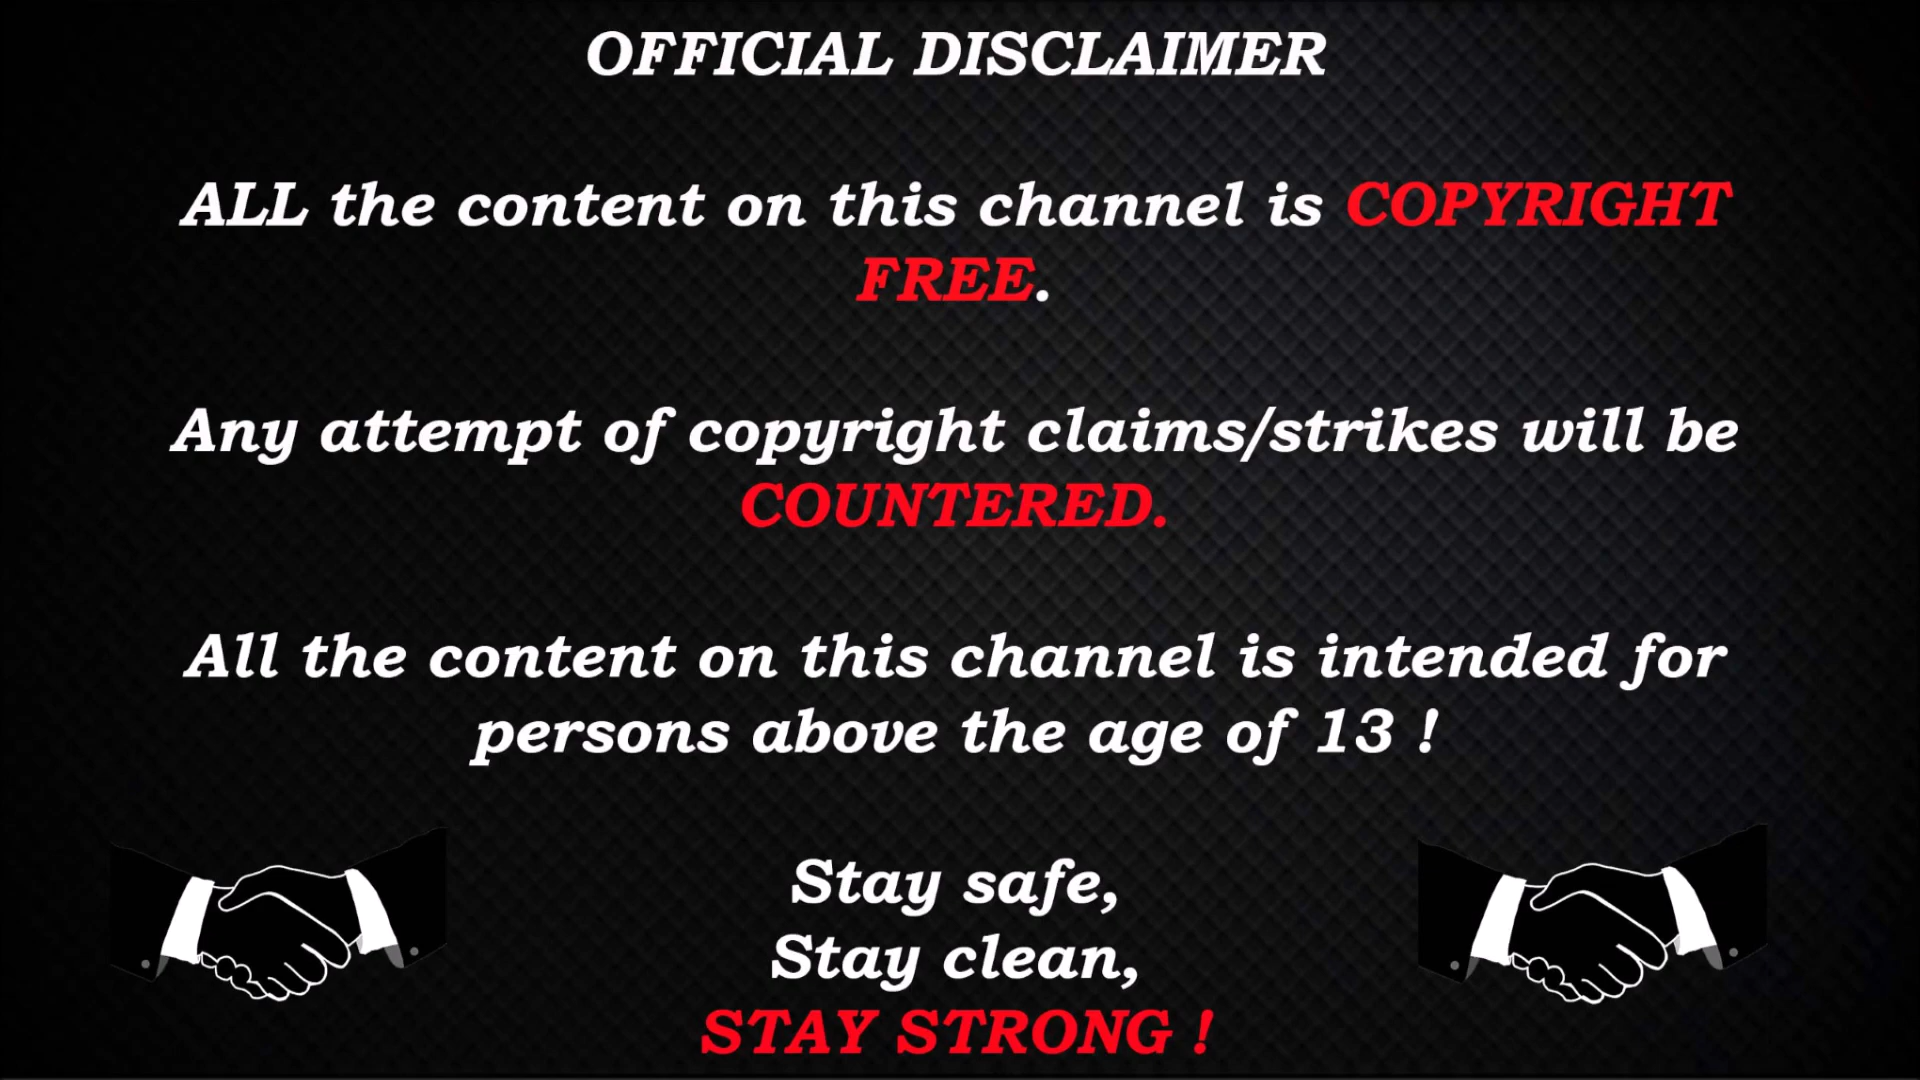 OFFICIAL DISCLAIMER
ALL the content on this channel is COPYRIGHT
FREE.
Any attempt of copyright claims/strikes will be
COUNTERED.
All the content on this channel is intended for
persons above the age of 13 !
Stay safe,
Stay clean,
STAY STRONG !